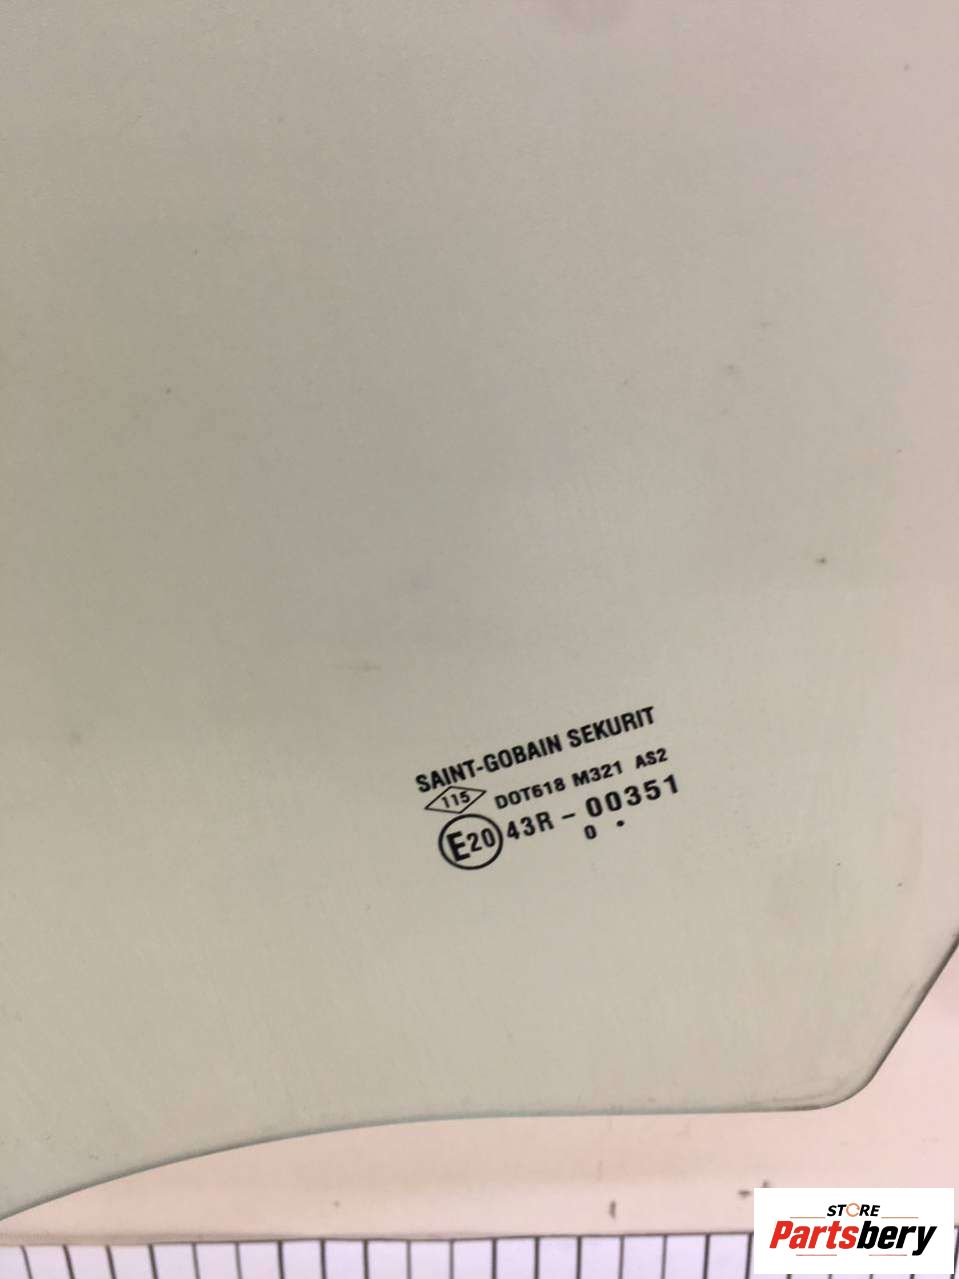 SAINT-GOBAIN SEKURIT
115 DOT618 M321 AS2
E20 43R - 00351
0 •
STORE
Partsbery